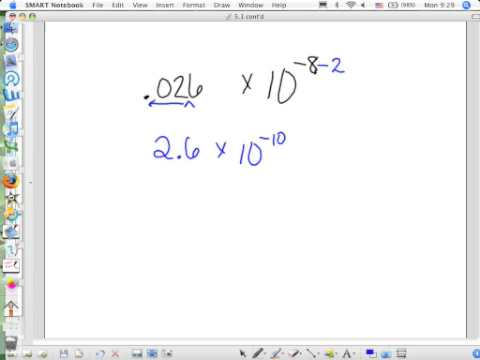 SMART Notebook File Edit View Insert Format Draw Window Help (98%) Mon 9:29
5.1 cont'd
.026 × 10^-8-2
2.6 × 10^-10